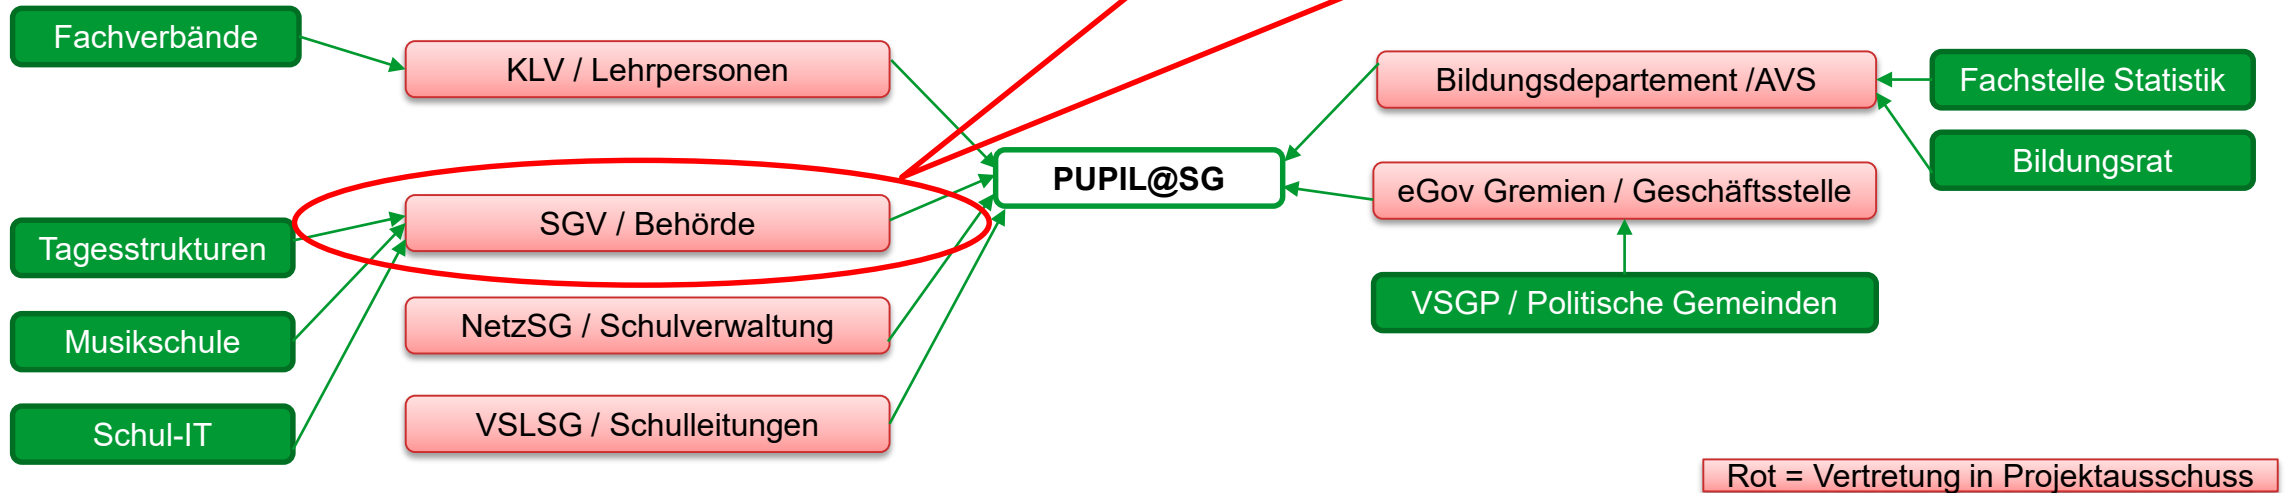 Fachverbände
KLV / Lehrpersonen
Bildungsdepartement /AVS
Fachstelle Statistik
PUPIL@SG
Bildungsrat
eGov Gremien / Geschäftsstelle
SGV / Behörde
Tagesstrukturen
NetzSG / Schulverwaltung
VSGP / Politische Gemeinden
Musikschule
VSLSG / Schulleitungen
Schul-IT
Rot = Vertretung in Projektausschuss